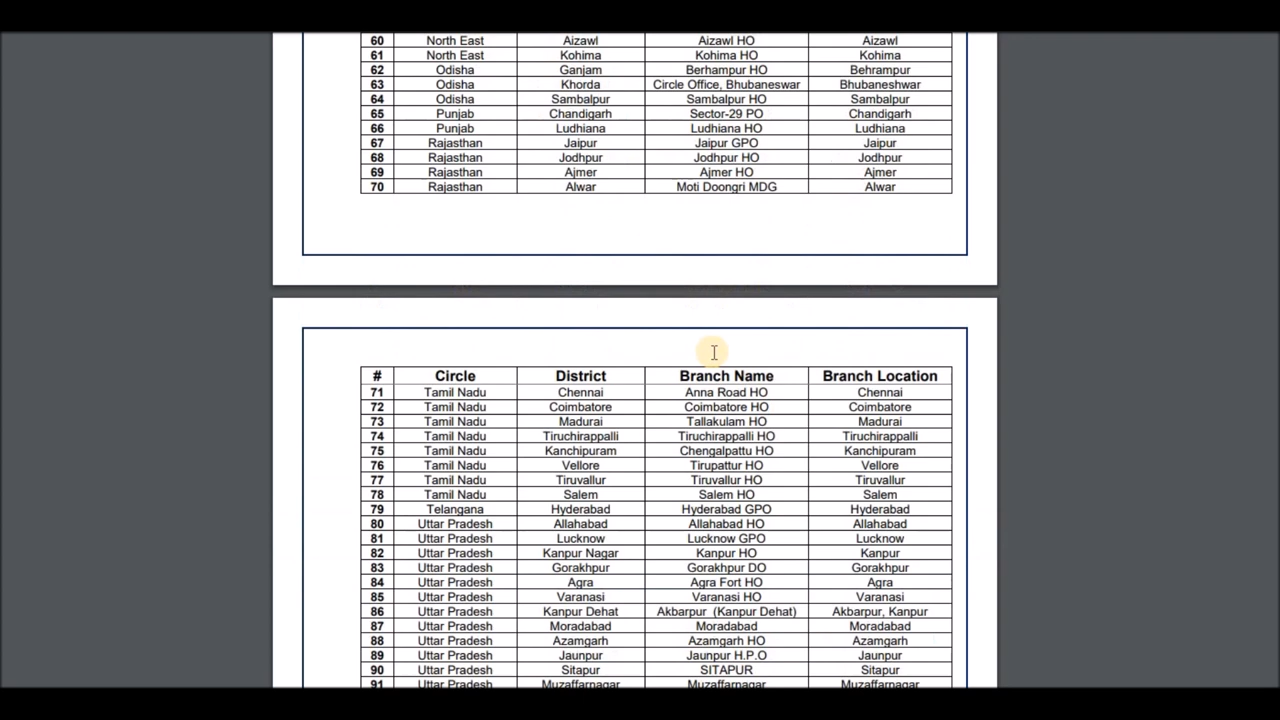 60 North East Aizawl Aizawl HO Aizawl
61 North East Kohima Kohima HO Kohima
62 Odisha Ganjam Berhampur HO Behrampur
63 Odisha Khorda Circle Office, Bhubaneswar Bhubaneshwar
64 Odisha Sambalpur Sambalpur HO Sambalpur
65 Punjab Chandigarh Sector-29 PO Chandigarh
66 Punjab Ludhiana Ludhiana HO Ludhiana
67 Rajasthan Jaipur Jaipur GPO Jaipur
68 Rajasthan Jodhpur Jodhpur HO Jodhpur
69 Rajasthan Ajmer Ajmer HO Ajmer
70 Rajasthan Alwar Moti Doongri MDG Alwar
# Circle District Branch Name Branch Location
71 Tamil Nadu Chennai Anna Road HO Chennai
72 Tamil Nadu Coimbatore Coimbatore HO Coimbatore
73 Tamil Nadu Madurai Tallakulam HO Madurai
74 Tamil Nadu Tiruchirappalli Tiruchirappalli HO Tiruchirappalli
75 Tamil Nadu Kanchipuram Chengalpattu HO Kanchipuram
76 Tamil Nadu Vellore Tirupattur HO Vellore
77 Tamil Nadu Tiruvallur Tiruvallur HO Tiruvallur
78 Tamil Nadu Salem Salem HO Salem
79 Telangana Hyderabad Hyderabad GPO Hyderabad
80 Uttar Pradesh Allahabad Allahabad HO Allahabad
81 Uttar Pradesh Lucknow Lucknow GPO Lucknow
82 Uttar Pradesh Kanpur Nagar Kanpur HO Kanpur
83 Uttar Pradesh Gorakhpur Gorakhpur DO Gorakhpur
84 Uttar Pradesh Agra Agra Fort HO Agra
85 Uttar Pradesh Varanasi Varanasi HO Varanasi
86 Uttar Pradesh Kanpur Dehat Akbarpur (Kanpur Dehat) Akbarpur, Kanpur
87 Uttar Pradesh Moradabad Moradabad Moradabad
88 Uttar Pradesh Azamgarh Azamgarh HO Azamgarh
89 Uttar Pradesh Jaunpur Jaunpur H.P.O Jaunpur
90 Uttar Pradesh Sitapur SITAPUR Sitapur
91 Uttar Pradesh Muzaffarnagar Muzaffarnagar Muzaffarnagar